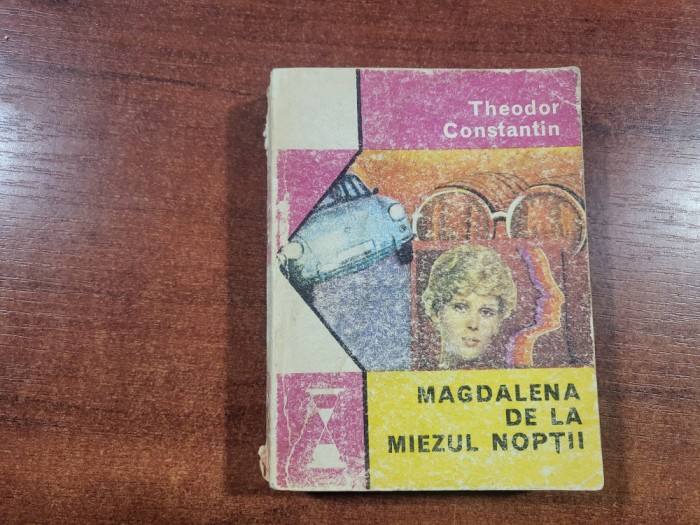 Theodor
Constantin
MAGDALENA
DE LA
MIEZUL NOPȚII